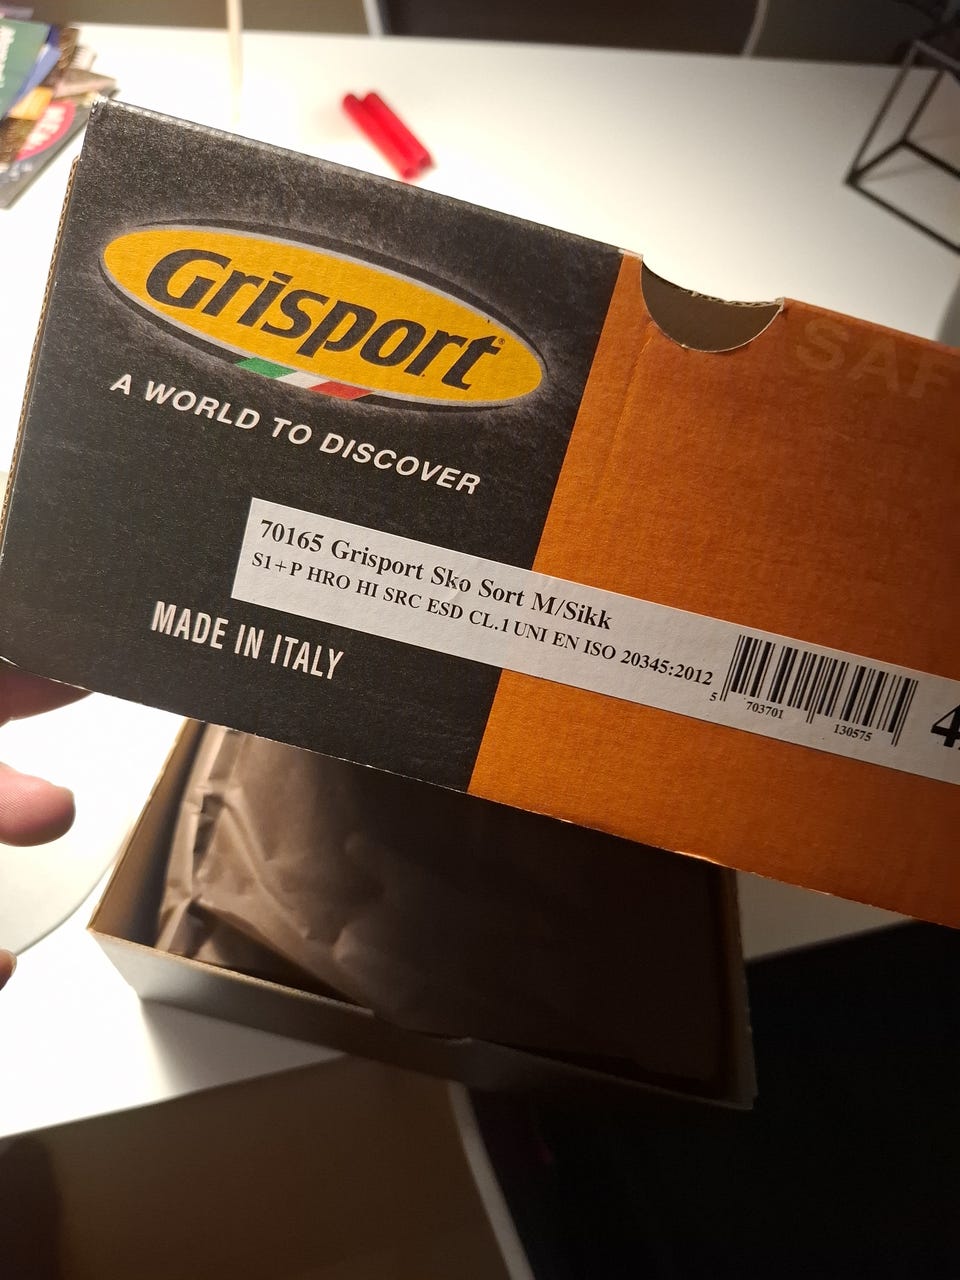 Grisport®
A WORLD TO DISCOVER
70165 Grisport Sko Sort M/Sikk
S1+P HRO HI SRC ESD CL.1 UNI EN ISO 20345:2012
5 703701 130575
MADE IN ITALY